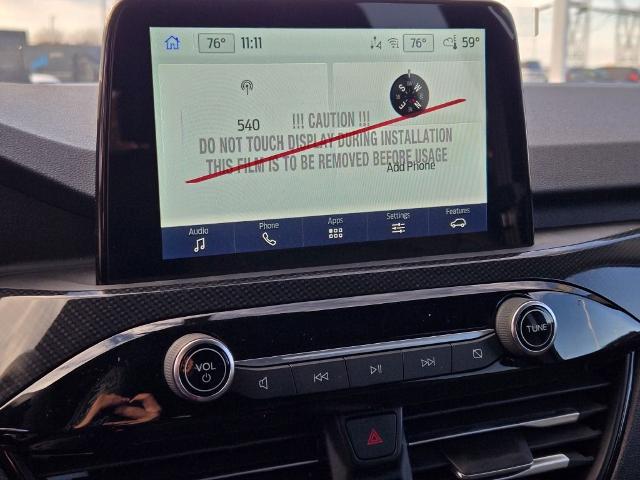 76° 11:11 4 76° 59°
540
S W E N
!!! CAUTION !!!
DO NOT TOUCH DISPLAY DURING INSTALLATION
THIS FILM IS TO BE REMOVED BEFORE USAGE
Add Phone
Audio Phone Apps Settings Features
VOL TUNE